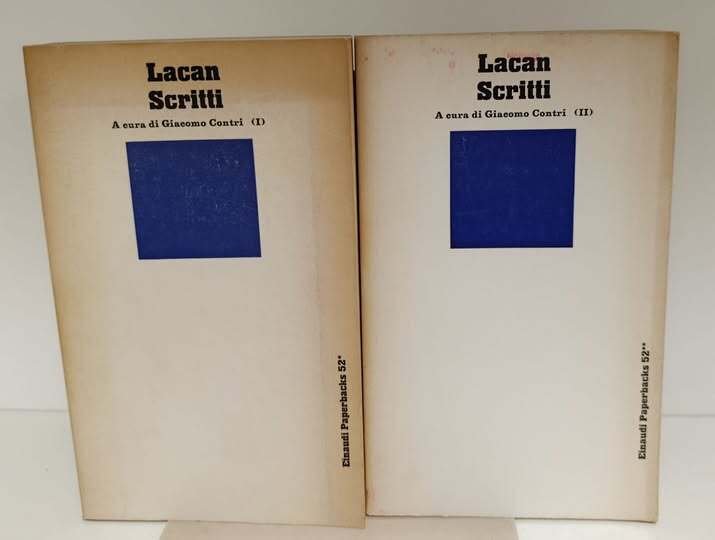 Lacan
Scritti
A cura di Giacomo Contri (I)
Einaudi Paperbacks 52*
Lacan
Scritti
A cura di Giacomo Contri (II)
Einaudi Paperbacks 52**